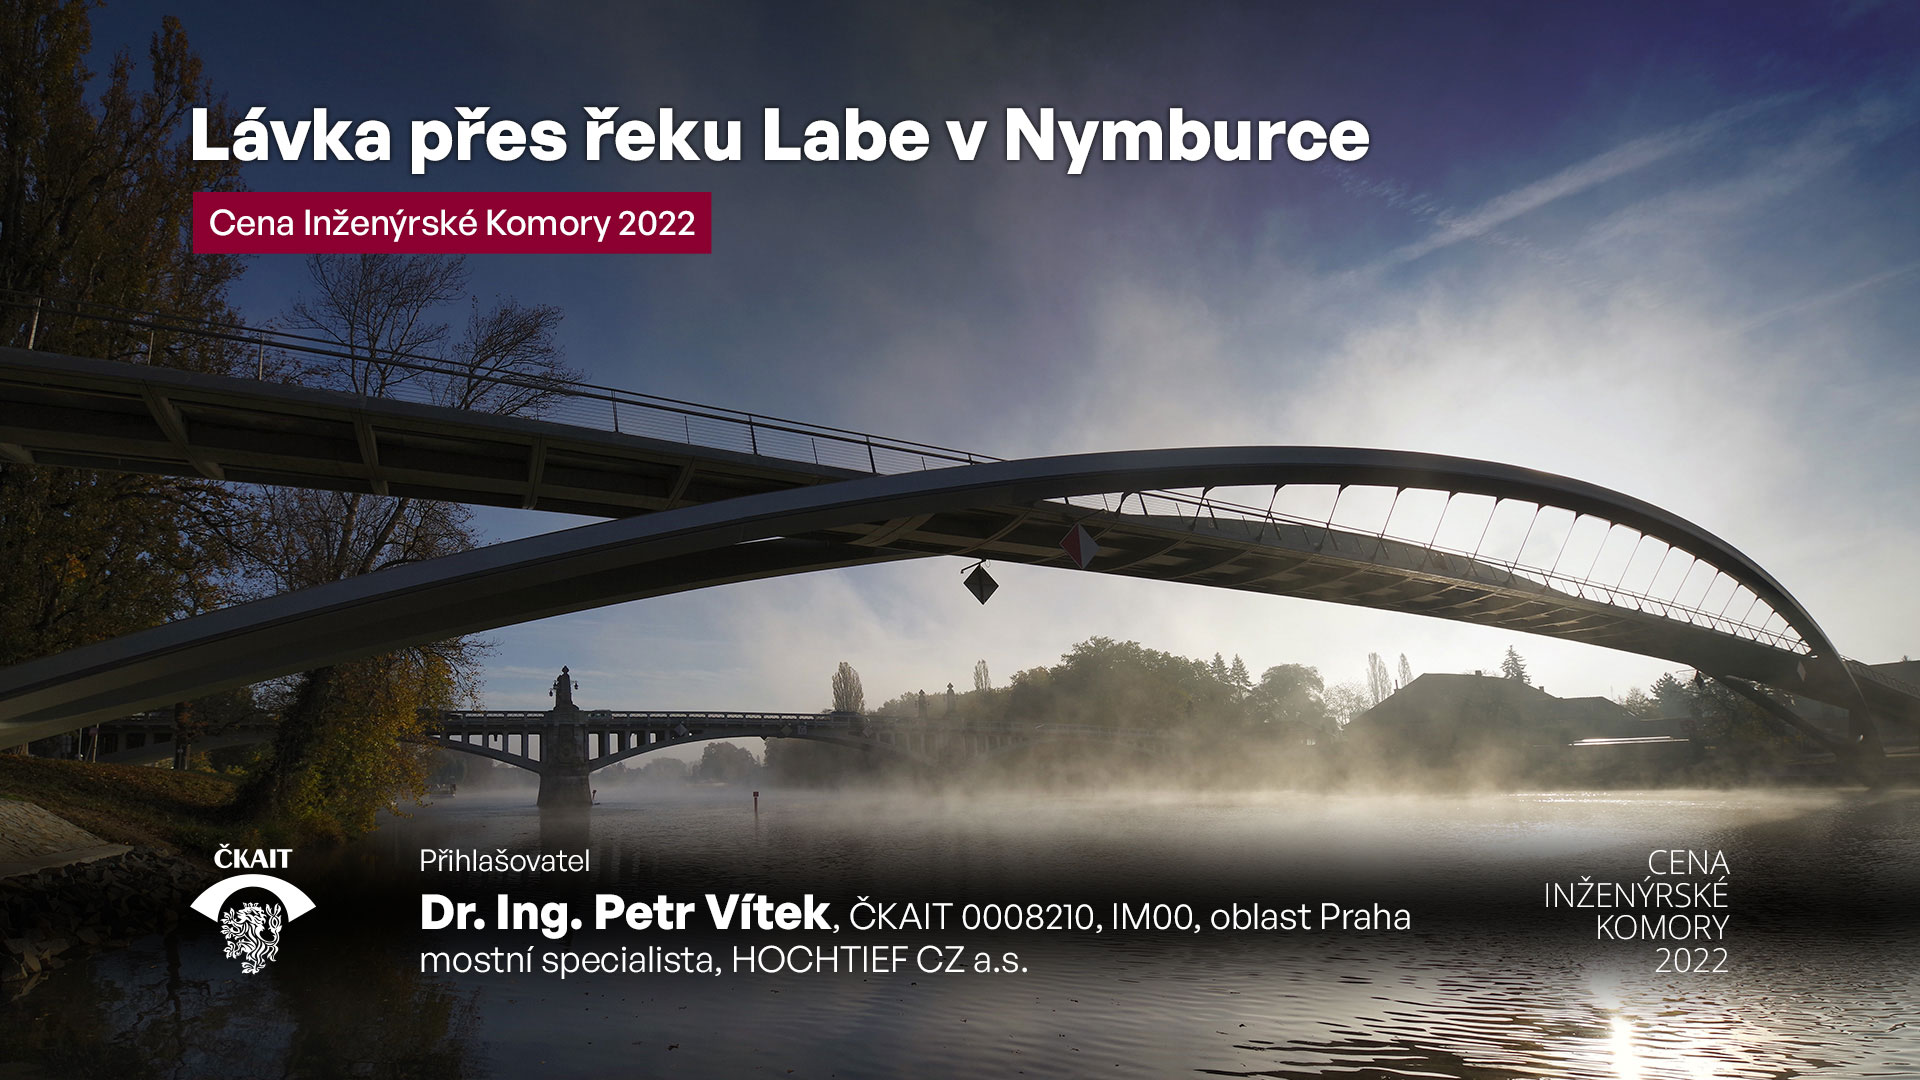 Lávka přes řeku Labe v Nymburce
Cena Inženýrské Komory 2022
ČKAIT
Přihlašovatel
Dr. Ing. Petr Vítek, ČKAIT 0008210, IM00, oblast Praha
mostní specialista, HOCHTIEF CZ a.s.
CENA
INŽENÝRSKÉ
KOMORY
2022